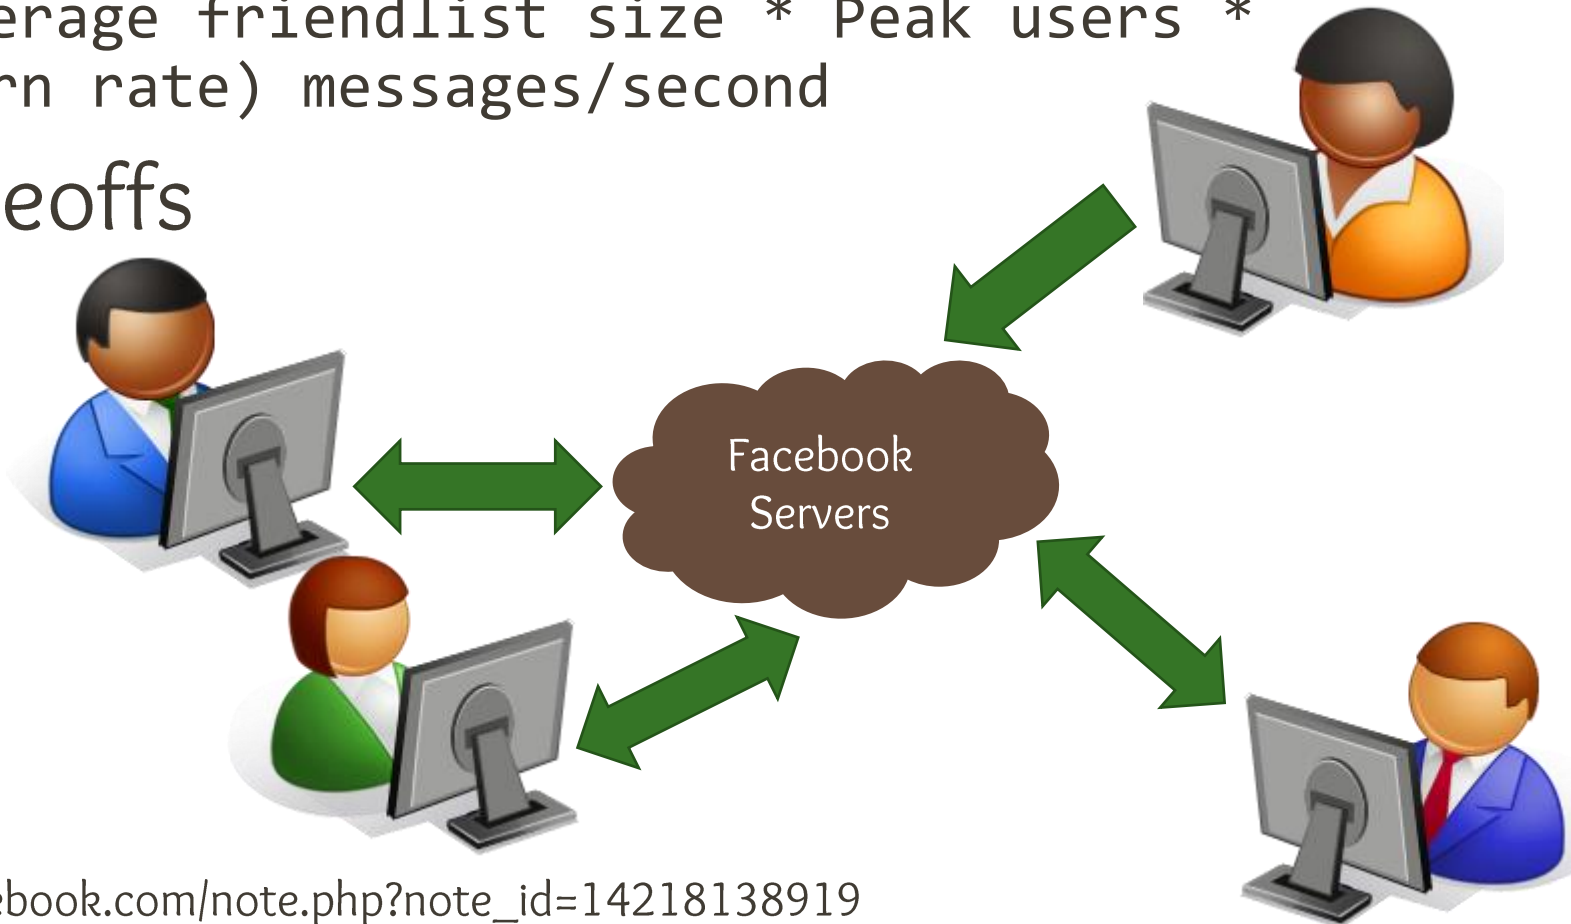 erage friendlist size * Peak users *
rn rate) messages/second
eoffs
Facebook
Servers
ebook.com/note.php?note_id=14218138919